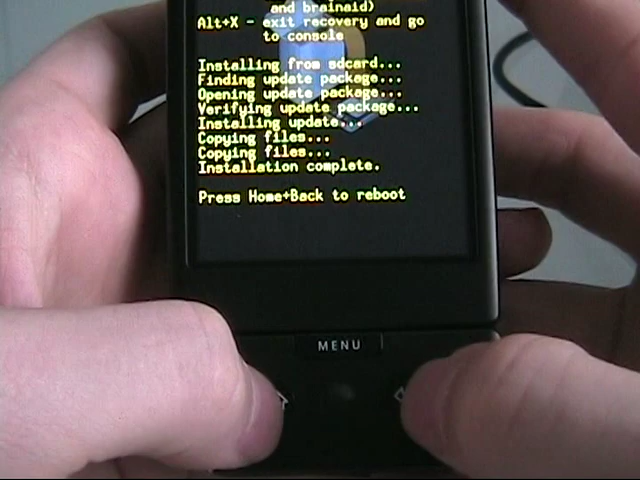 and brainaid)
Alt+X - exit recovery and go
to console
Installing from sdcard...
Finding update package...
Opening update package...
Verifying update package...
Installing update...
Copying files...
Copying files...
Installation complete.
Press Home+Back to reboot
MENU